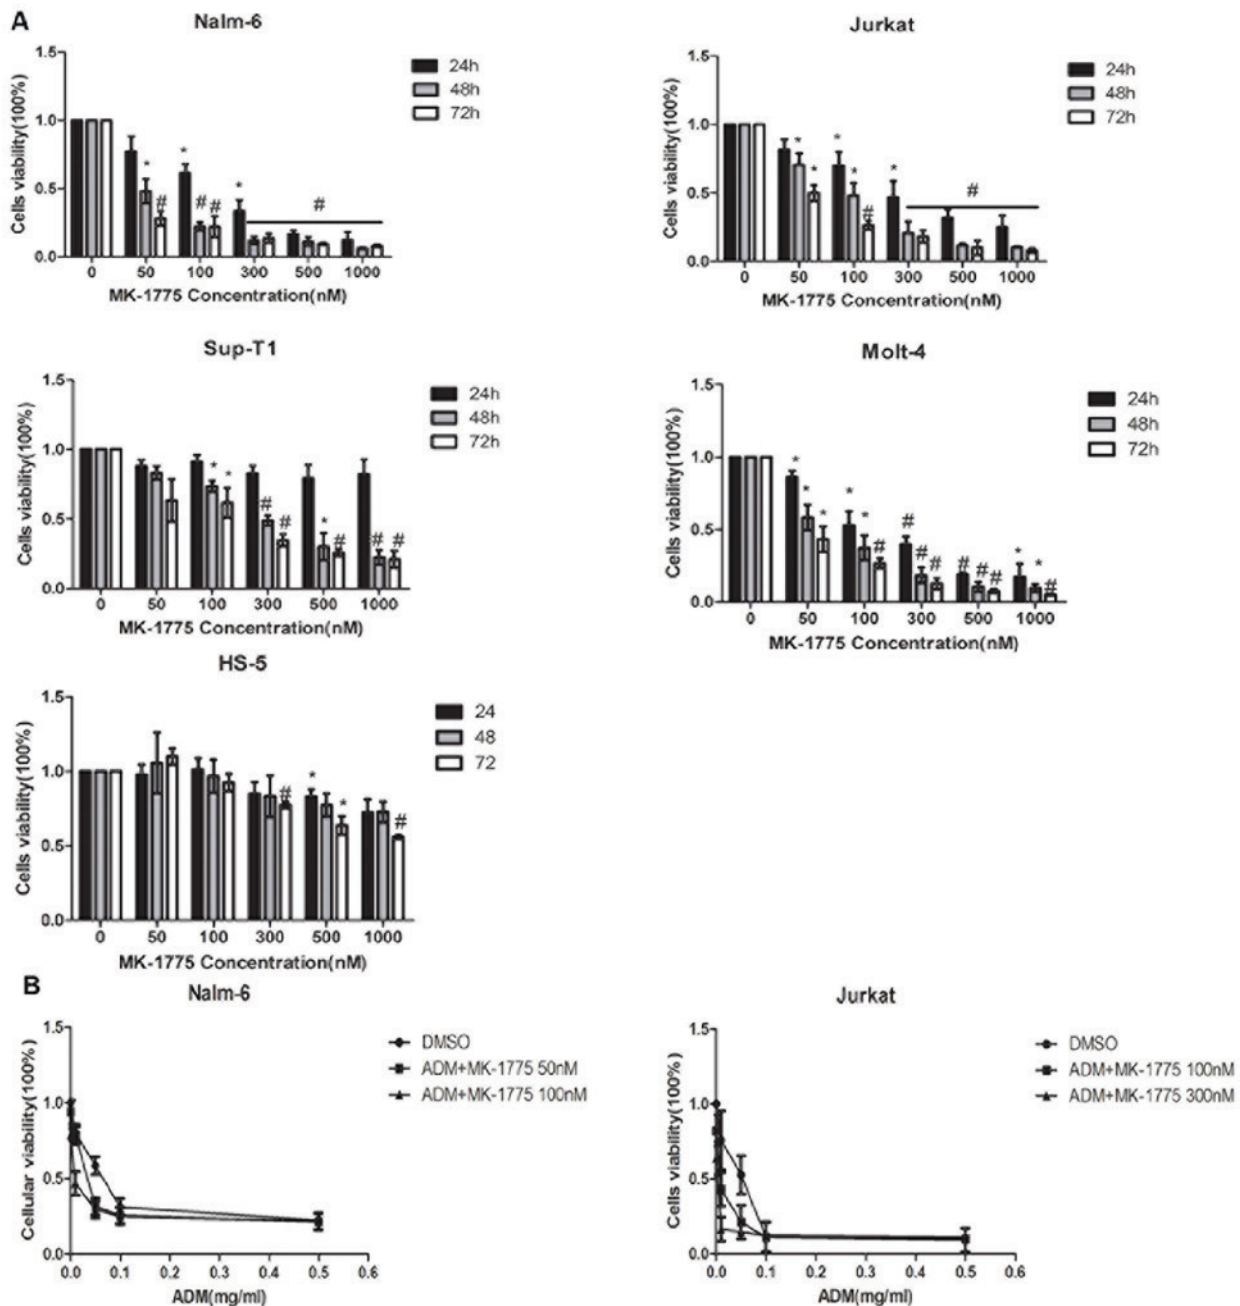 A
Nalm-6
1.5
1.0
0.5
0.0
Cells viability(100%)
24h
48h
72h
* * * # # # #
0 50 100 300 500 1000
MK-1775 Concentration(nM)
Jurkat
1.5
1.0
0.5
0.0
Cells viability(100%)
24h
48h
72h
* * * * # * #
0 50 100 300 500 1000
MK-1775 Concentration(nM)
Sup-T1
1.5
1.0
0.5
0.0
Cells viability(100%)
24h
48h
72h
* * # # * # # #
0 50 100 300 500 1000
MK-1775 Concentration(nM)
Molt-4
1.5
1.0
0.5
0.0
Cells viability(100%)
24h
48h
72h
* * * * * # # # # # # # * * #
0 50 100 300 500 1000
MK-1775 Concentration(nM)
HS-5
1.5
1.0
0.5
0.0
Cells viability(100%)
24
48
72
# * * #
0 50 100 300 500 1000
MK-1775 Concentration(nM)
B
Nalm-6
1.5
1.0
0.5
0.0
Cellular viability(100%)
DMSO
ADM+MK-1775 50nM
ADM+MK-1775 100nM
0.0 0.1 0.2 0.3 0.4 0.5 0.6
ADM(mg/ml)
Jurkat
1.5
1.0
0.5
0.0
Cells viability(100%)
DMSO
ADM+MK-1775 100nM
ADM+MK-1775 300nM
0.0 0.1 0.2 0.3 0.4 0.5 0.6
ADM(mg/ml)